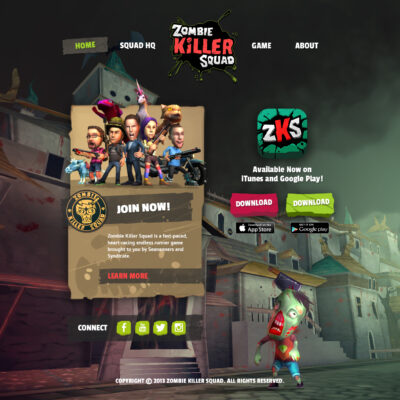 HOME
SQUAD HQ
ZOMBIE
KILLER
SQUAD
GAME
ABOUT
ZKS
Available Now on
iTunes and Google Play!
DOWNLOAD
DOWNLOAD
App Store
Google play
ZOMBIE
KILLER SQUAD
JOIN NOW!
Zombie Killer Squad is a fast-paced,
heart-racing endless runner game
brought to you by Seananners and
Syndicate.
LEARN MORE
CONNECT
COPYRIGHT © 2013 ZOMBIE KILLER SQUAD. ALL RIGHTS RESERVED.